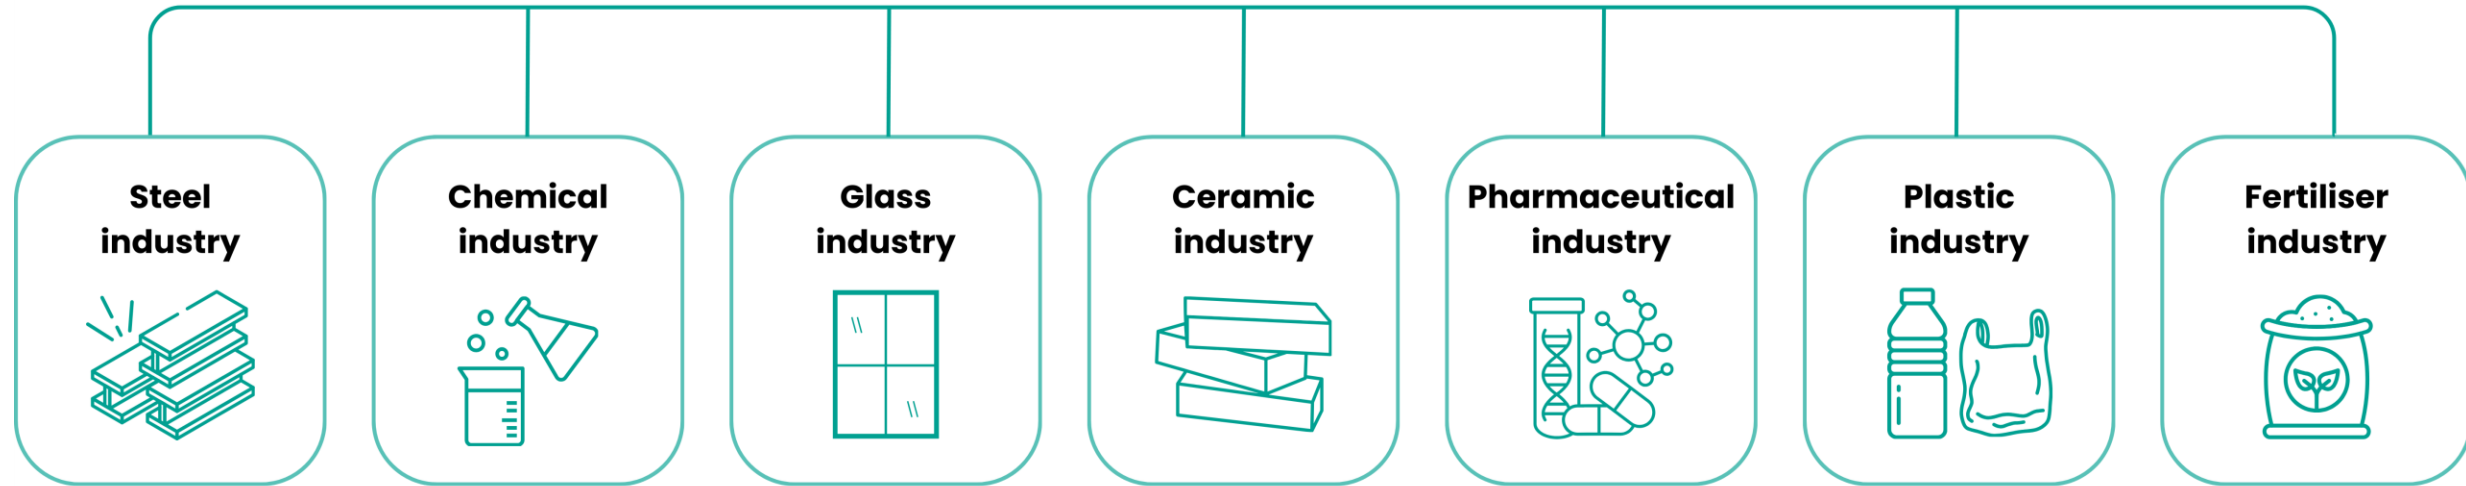 Steel
industry
Chemical
industry
Glass
industry
Ceramic
industry
Pharmaceutical
industry
Plastic
industry
Fertiliser
industry